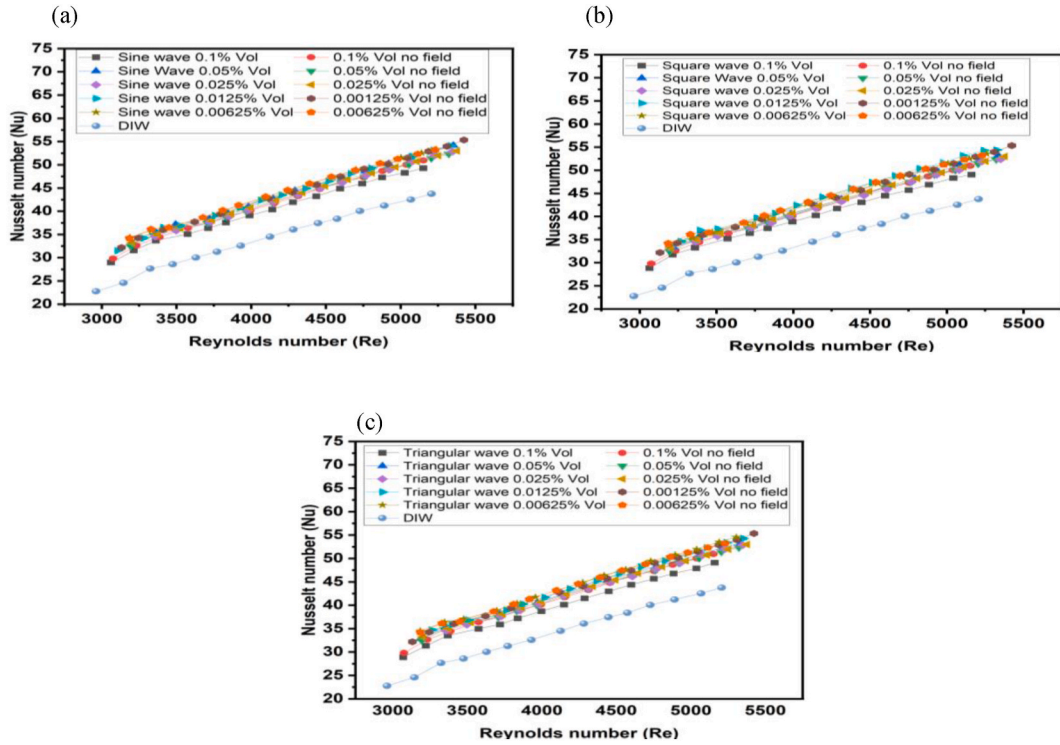 (a)
75
70
65
60
55
50
45
40
35
30
25
20
Nusselt number (Nu)
Sine wave 0.1% Vol 0.1% Vol no field
Sine Wave 0.05% Vol 0.05% Vol no field
Sine wave 0.025% Vol 0.025% Vol no field
Sine wave 0.0125% Vol 0.00125% Vol no field
Sine wave 0.00625% Vol 0.00625% Vol no field
DIW
3000 3500 4000 4500 5000 5500
Reynolds number (Re)
(b)
75
70
65
60
55
50
45
40
35
30
25
20
Nusselt number (Nu)
Square wave 0.1% Vol 0.1% Vol no field
Square Wave 0.05% Vol 0.05% Vol no field
Square wave 0.025% Vol 0.025% Vol no field
Square wave 0.0125% Vol 0.00125% Vol no field
Square wave 0.00625% Vol 0.00625% Vol no field
DIW
3000 3500 4000 4500 5000 5500
Reynolds number (Re)
(c)
75
70
65
60
55
50
45
40
35
30
25
20
Nusselt number (Nu)
Triangular wave 0.1% Vol 0.1% Vol no field
Triangular wave 0.05% Vol 0.05% Vol no field
Triangular wave 0.025% Vol 0.025% Vol no field
Triangular wave 0.0125% Vol 0.00125% Vol no field
Triangular wave 0.00625% Vol 0.00625% Vol no field
DIW
3000 3500 4000 4500 5000 5500
Reynolds number (Re)